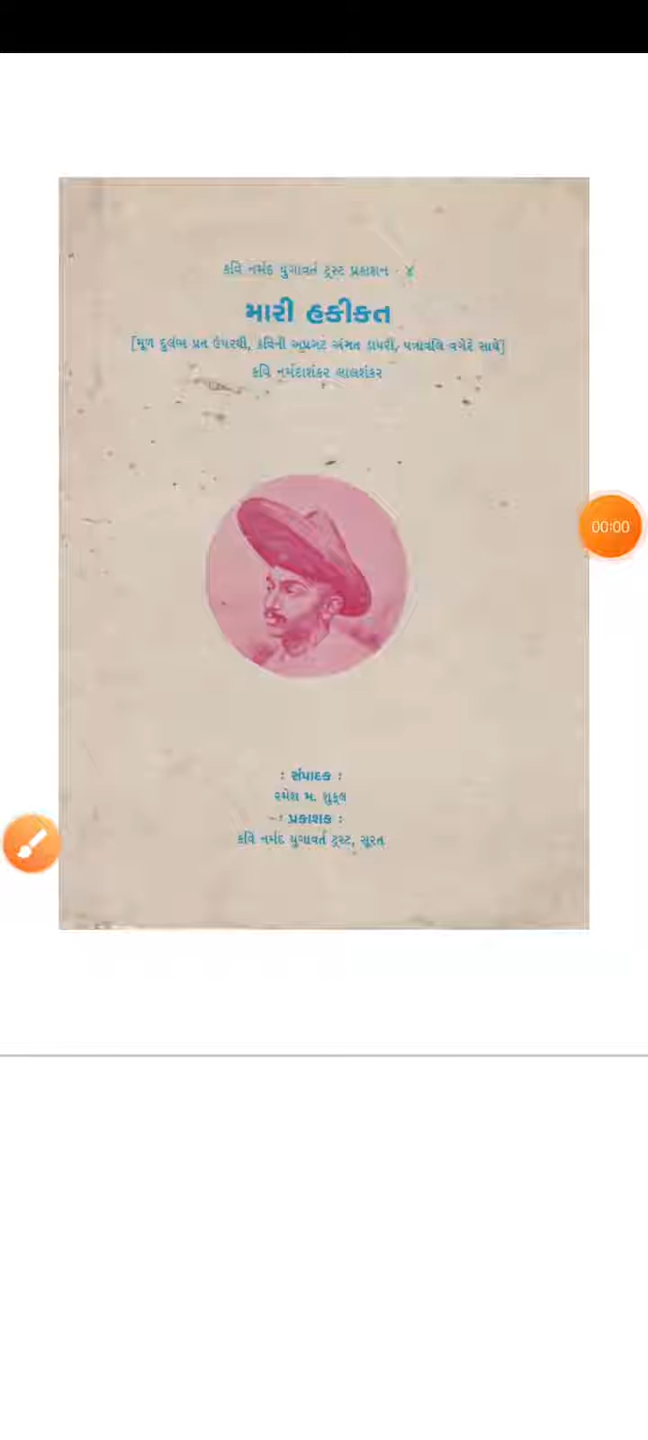 કવિ નર્મદ યુગાવર્ત ટ્રસ્ટ પ્રકાશન - ૪
મારી હકીકત
[મૂળ દુર્લભ પ્રત ઉપરથી, કવિની અપ્રગટ અંગત ડાયરી, પત્રાવલિ વગેરે સાથે]
કવિ નર્મદાશંકર લાલશંકર
00:00
: સંપાદક :
રમેશ મ. શુક્લ
: પ્રકાશક :
કવિ નર્મદ યુગાવર્ત ટ્રસ્ટ, સૂરત